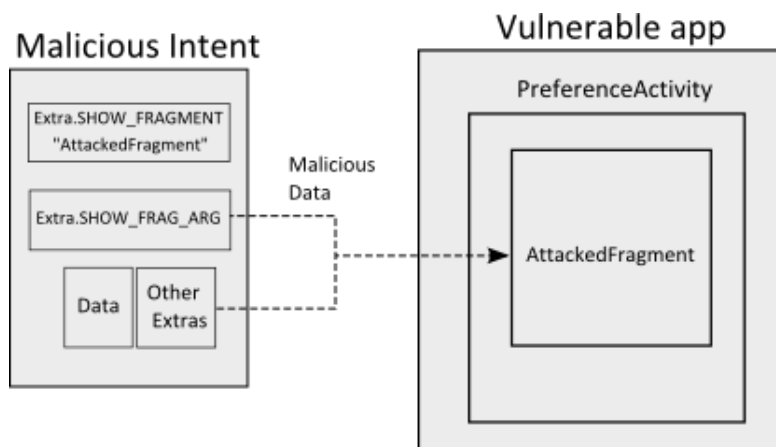 Malicious Intent
Extra.SHOW_FRAGMENT
"AttackedFragment"
Extra.SHOW_FRAG_ARG
Data
Other
Extras
Malicious
Data
Vulnerable app
PreferenceActivity
AttackedFragment